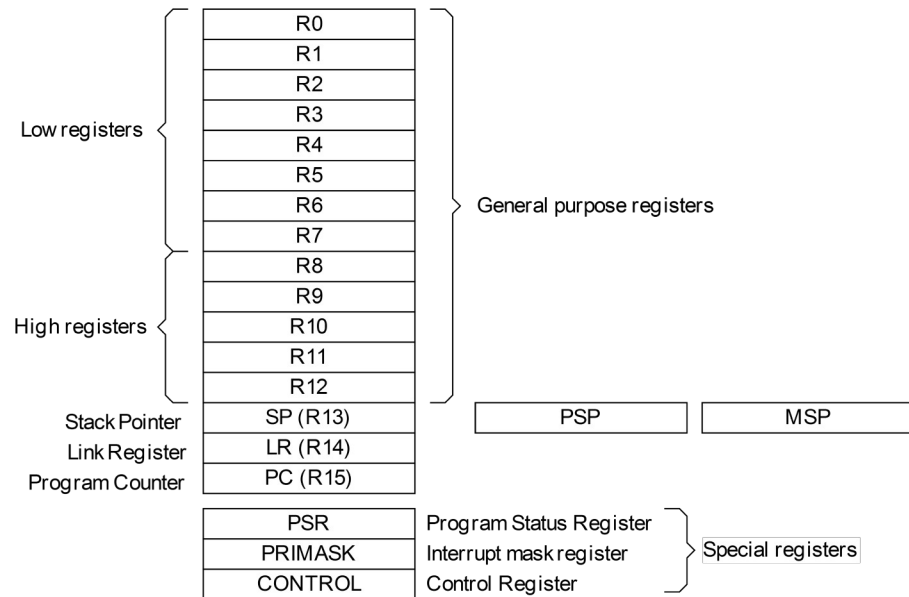 R0
R1
R2
R3
Low registers
R4
R5
R6
General purpose registers
R7
R8
R9
High registers
R10
R11
R12
Stack Pointer SP (R13) PSP MSP
Link Register LR (R14)
Program Counter PC (R15)
PSR Program Status Register
PRIMASK Interrupt mask register Special registers
CONTROL Control Register